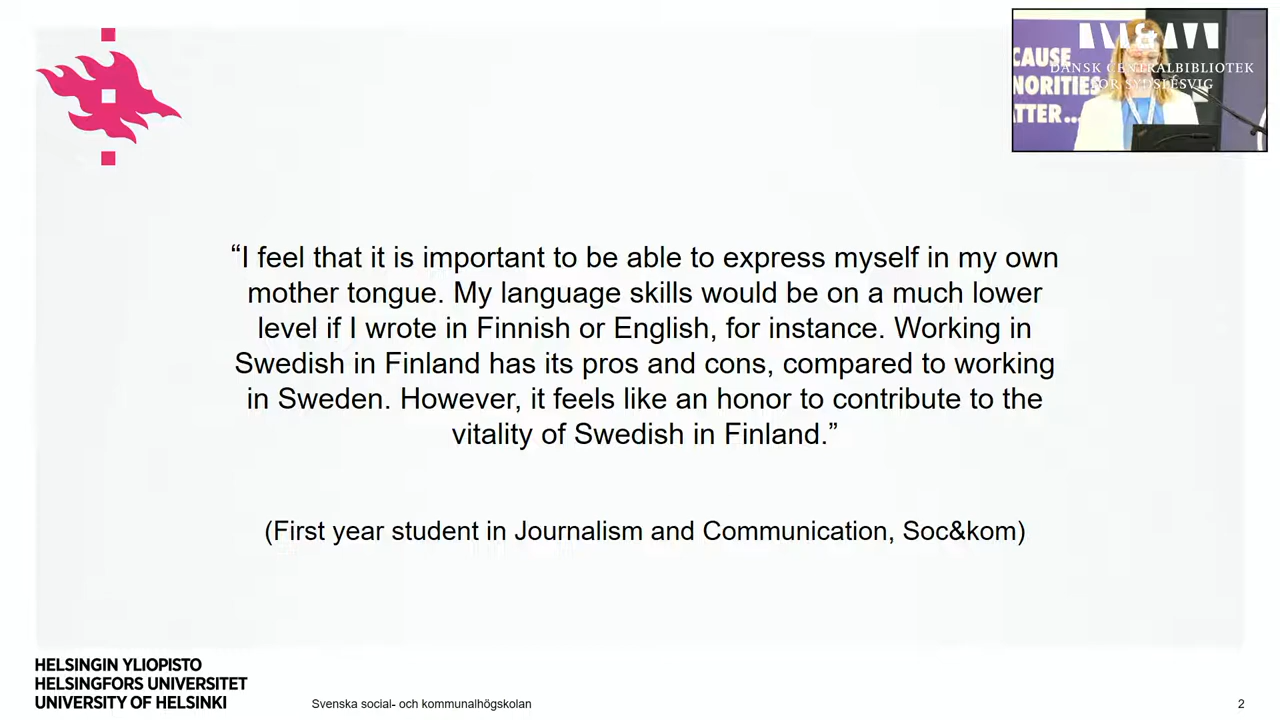 CAUSE
NORITIES
ATTER...
DANSK CENTRALBIBLIOTEK
FOR SYDSLESVIG
“I feel that it is important to be able to express myself in my own
mother tongue. My language skills would be on a much lower
level if I wrote in Finnish or English, for instance. Working in
Swedish in Finland has its pros and cons, compared to working
in Sweden. However, it feels like an honor to contribute to the
vitality of Swedish in Finland.”
(First year student in Journalism and Communication, Soc&kom)
HELSINGIN YLIOPISTO
HELSINGFORS UNIVERSITET
UNIVERSITY OF HELSINKI
Svenska social- och kommunalhögskolan
2